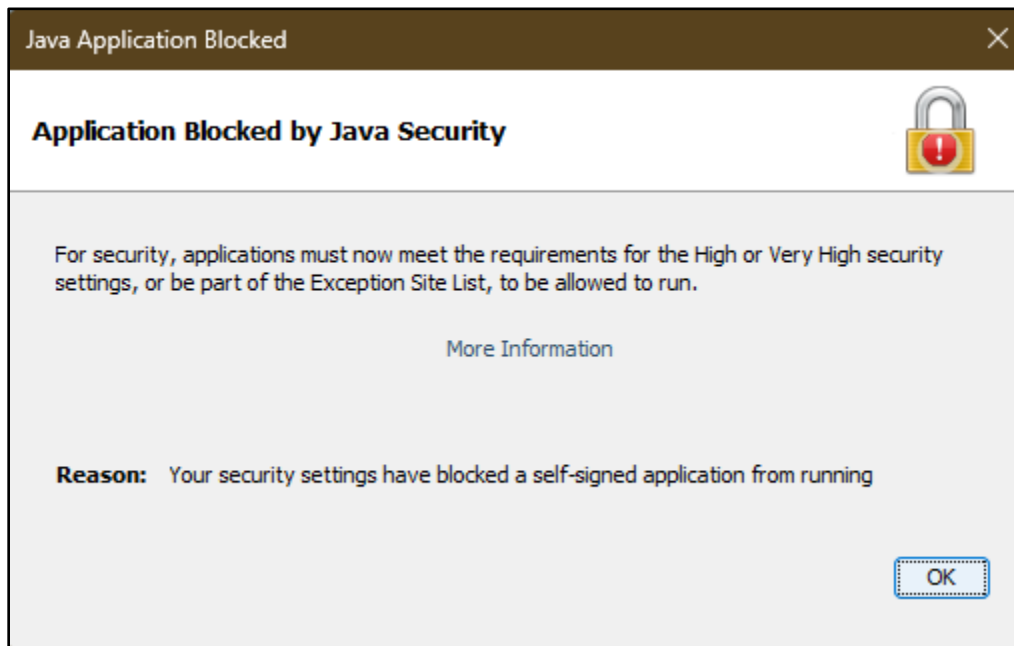 Java Application Blocked
Application Blocked by Java Security
For security, applications must now meet the requirements for the High or Very High security
settings, or be part of the Exception Site List, to be allowed to run.
More Information
Reason: Your security settings have blocked a self-signed application from running
OK